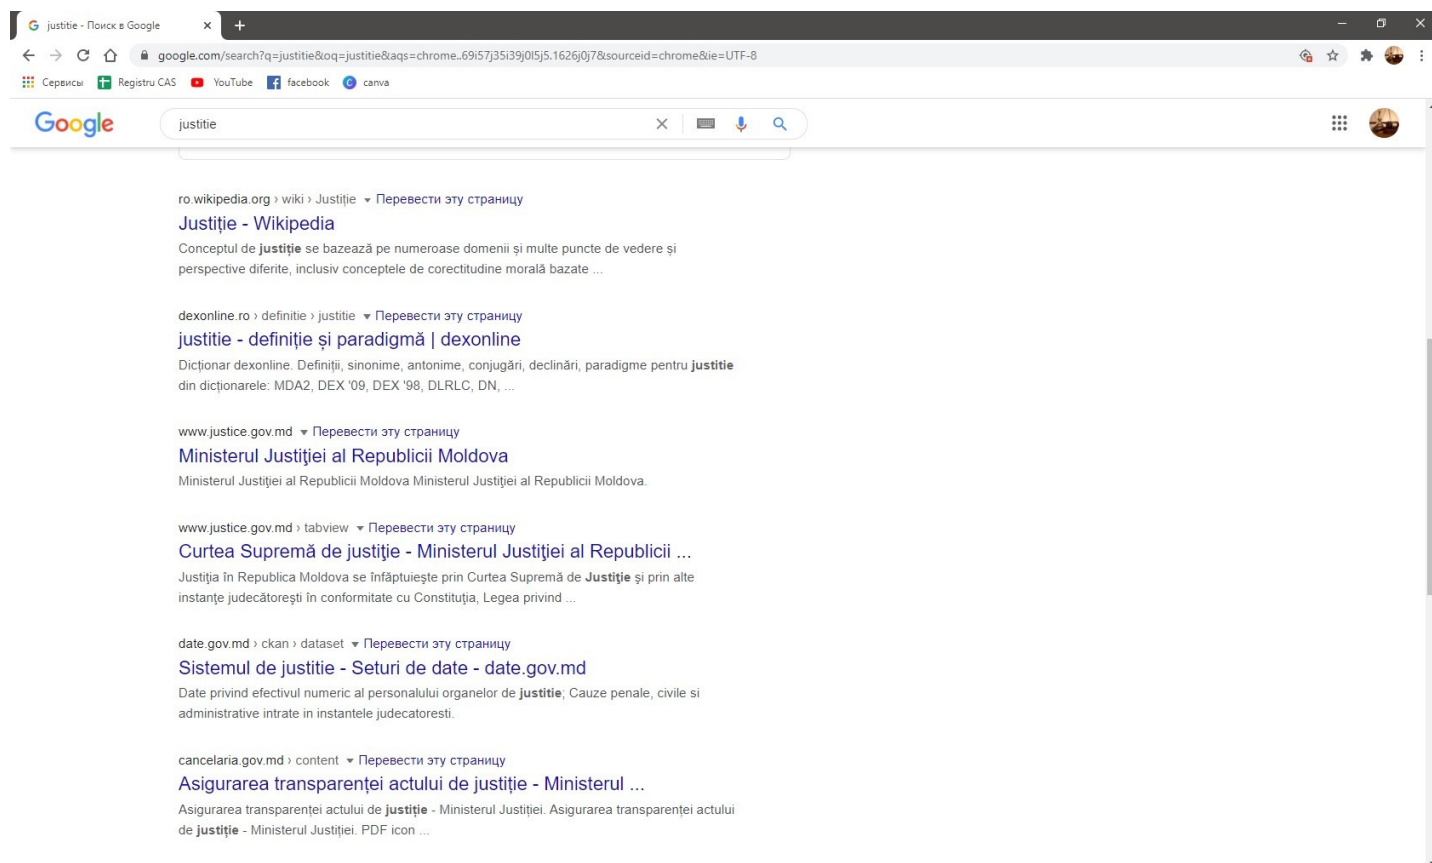 justitie - Поиск в Google
google.com/search?q=justitie&oq=justitie&aqs=chrome..69i57j35i39j0l5j5.1626j0j7&sourceid=chrome&ie=UTF-8
Сервисы Registru CAS YouTube facebook canva
Google justitie
ro.wikipedia.org › wiki › Justiție Перевести эту страницу
Justiție - Wikipedia
Conceptul de justiție se bazează pe numeroase domenii și multe puncte de vedere și
perspective diferite, inclusiv conceptele de corectitudine morală bazate ...
dexonline.ro › definitie › justitie Перевести эту страницу
justitie - definiție și paradigmă | dexonline
Dicționar dexonline. Definiții, sinonime, antonime, conjugări, declinări, paradigme pentru justitie
din dicționarele: MDA2, DEX '09, DEX '98, DLRLC, DN, ...
www.justice.gov.md Перевести эту страницу
Ministerul Justiţiei al Republicii Moldova
Ministerul Justiţiei al Republicii Moldova Ministerul Justiţiei al Republicii Moldova.
www.justice.gov.md › tabview Перевести эту страницу
Curtea Supremă de justiţie - Ministerul Justiţiei al Republicii ...
Justiţia în Republica Moldova se înfăptuieşte prin Curtea Supremă de Justiţie şi prin alte
instanţe judecătoreşti în conformitate cu Constituţia, Legea privind ...
date.gov.md › ckan › dataset Перевести эту страницу
Sistemul de justitie - Seturi de date - date.gov.md
Date privind efectivul numeric al personalului organelor de justitie; Cauze penale, civile si
administrative intrate in instantele judecatoresti.
cancelaria.gov.md › content Перевести эту страницу
Asigurarea transparenței actului de justiție - Ministerul ...
Asigurarea transparenței actului de justiție - Ministerul Justiției. Asigurarea transparenței actului
de justiție - Ministerul Justiției. PDF icon ...